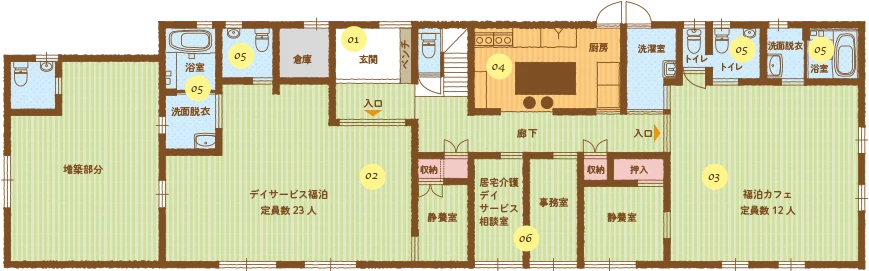 01
玄関
ベンチ
倉庫
05
浴室
05
洗面脱衣
入口
04
厨房
洗濯室
トイレ
05
トイレ
洗面脱衣
05
浴室
廊下
入口
増築部分
02
デイサービス福泊
定員数 23 人
収納
静養室
居宅介護
デイ
サービス
相談室
06
事務室
収納
押入
静養室
03
福泊カフェ
定員数 12 人